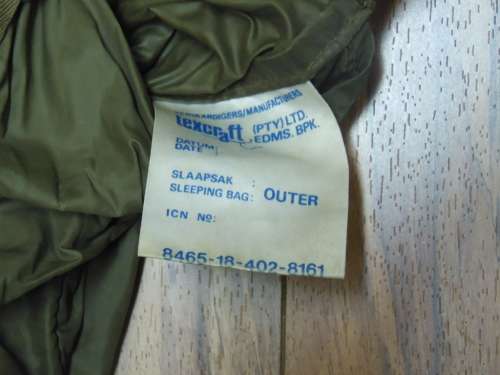 VERVAARDIGERS/MANUFACTURERS
texcraft (PTY) LTD.
EDMS. BPK.
DATUM
DATE :
SLAAPSAK :
SLEEPING BAG: OUTER
ICN No:
8465-18-402-8161